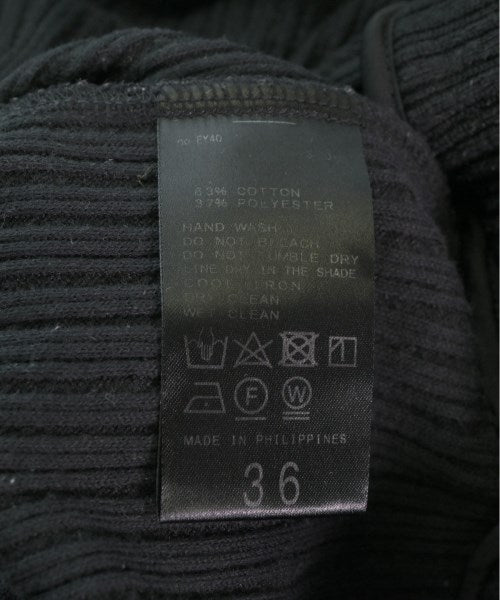 FY40
63% COTTON
37% POLYESTER
HAND WASH
DO NOT BLEACH
DO NOT TUMBLE DRY
LINE DRY IN THE SHADE
COOL IRON
DRY CLEAN
WET CLEAN
F W
MADE IN PHILIPPINES
36